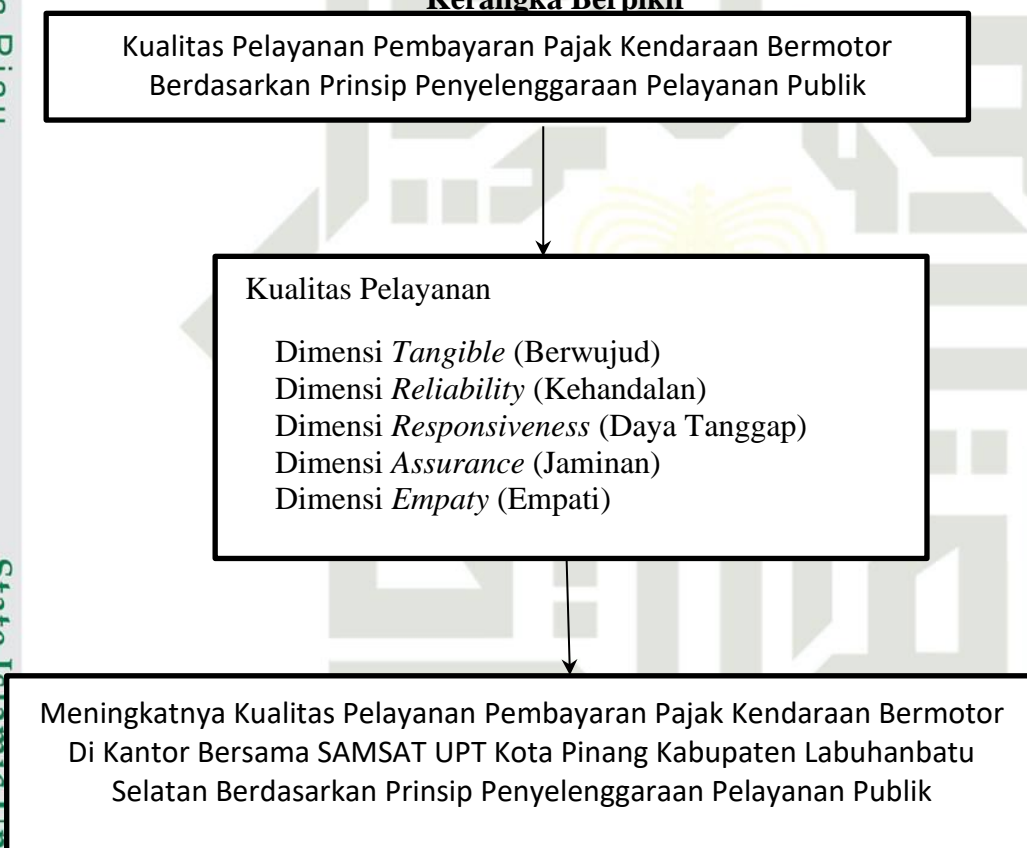 Kerangka Berpikir
Kualitas Pelayanan Pembayaran Pajak Kendaraan Bermotor
Berdasarkan Prinsip Penyelenggaraan Pelayanan Publik
Kualitas Pelayanan
Dimensi Tangible (Berwujud)
Dimensi Reliability (Kehandalan)
Dimensi Responsiveness (Daya Tanggap)
Dimensi Assurance (Jaminan)
Dimensi Empaty (Empati)
Meningkatnya Kualitas Pelayanan Pembayaran Pajak Kendaraan Bermotor
Di Kantor Bersama SAMSAT UPT Kota Pinang Kabupaten Labuhanbatu
Selatan Berdasarkan Prinsip Penyelenggaraan Pelayanan Publik
Riau
State